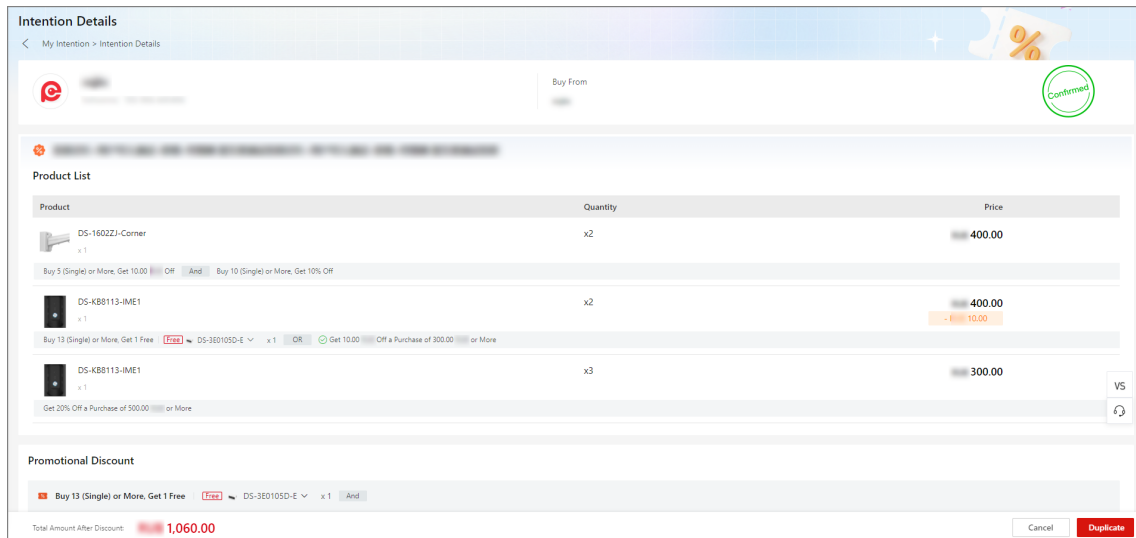 Intention Details
< My Intention > Intention Details
%
Buy From
Confirmed
Product List
Product Quantity Price
DS-1602ZJ-Corner x2 400.00
x 1
Buy 5 (Single) or More, Get 10.00 Off And Buy 10 (Single) or More, Get 10% Off
DS-KB8113-IME1 x2 400.00
x 1 - 10.00
Buy 13 (Single) or More, Get 1 Free Free DS-3E0105D-E x 1 OR Get 10.00 Off a Purchase of 300.00 or More
DS-KB8113-IME1 x3 300.00
x 1
VS
Get 20% Off a Purchase of 500.00 or More
Promotional Discount
Buy 13 (Single) or More, Get 1 Free Free DS-3E0105D-E x 1 And
Total Amount After Discount: 1,060.00 Cancel Duplicate